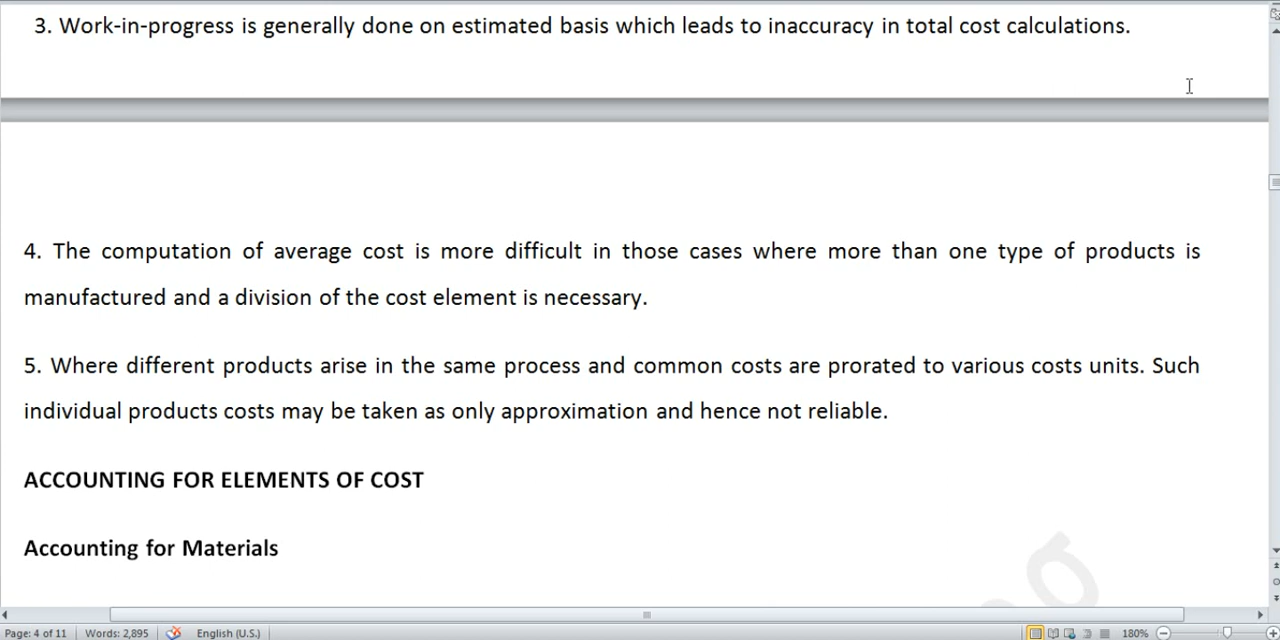 3. Work-in-progress is generally done on estimated basis which leads to inaccuracy in total cost calculations.
4. The computation of average cost is more difficult in those cases where more than one type of products is
manufactured and a division of the cost element is necessary.
5. Where different products arise in the same process and common costs are prorated to various costs units. Such
individual products costs may be taken as only approximation and hence not reliable.
ACCOUNTING FOR ELEMENTS OF COST
Accounting for Materials
Page: 4 of 11 Words: 2,895 English (U.S.) 180%